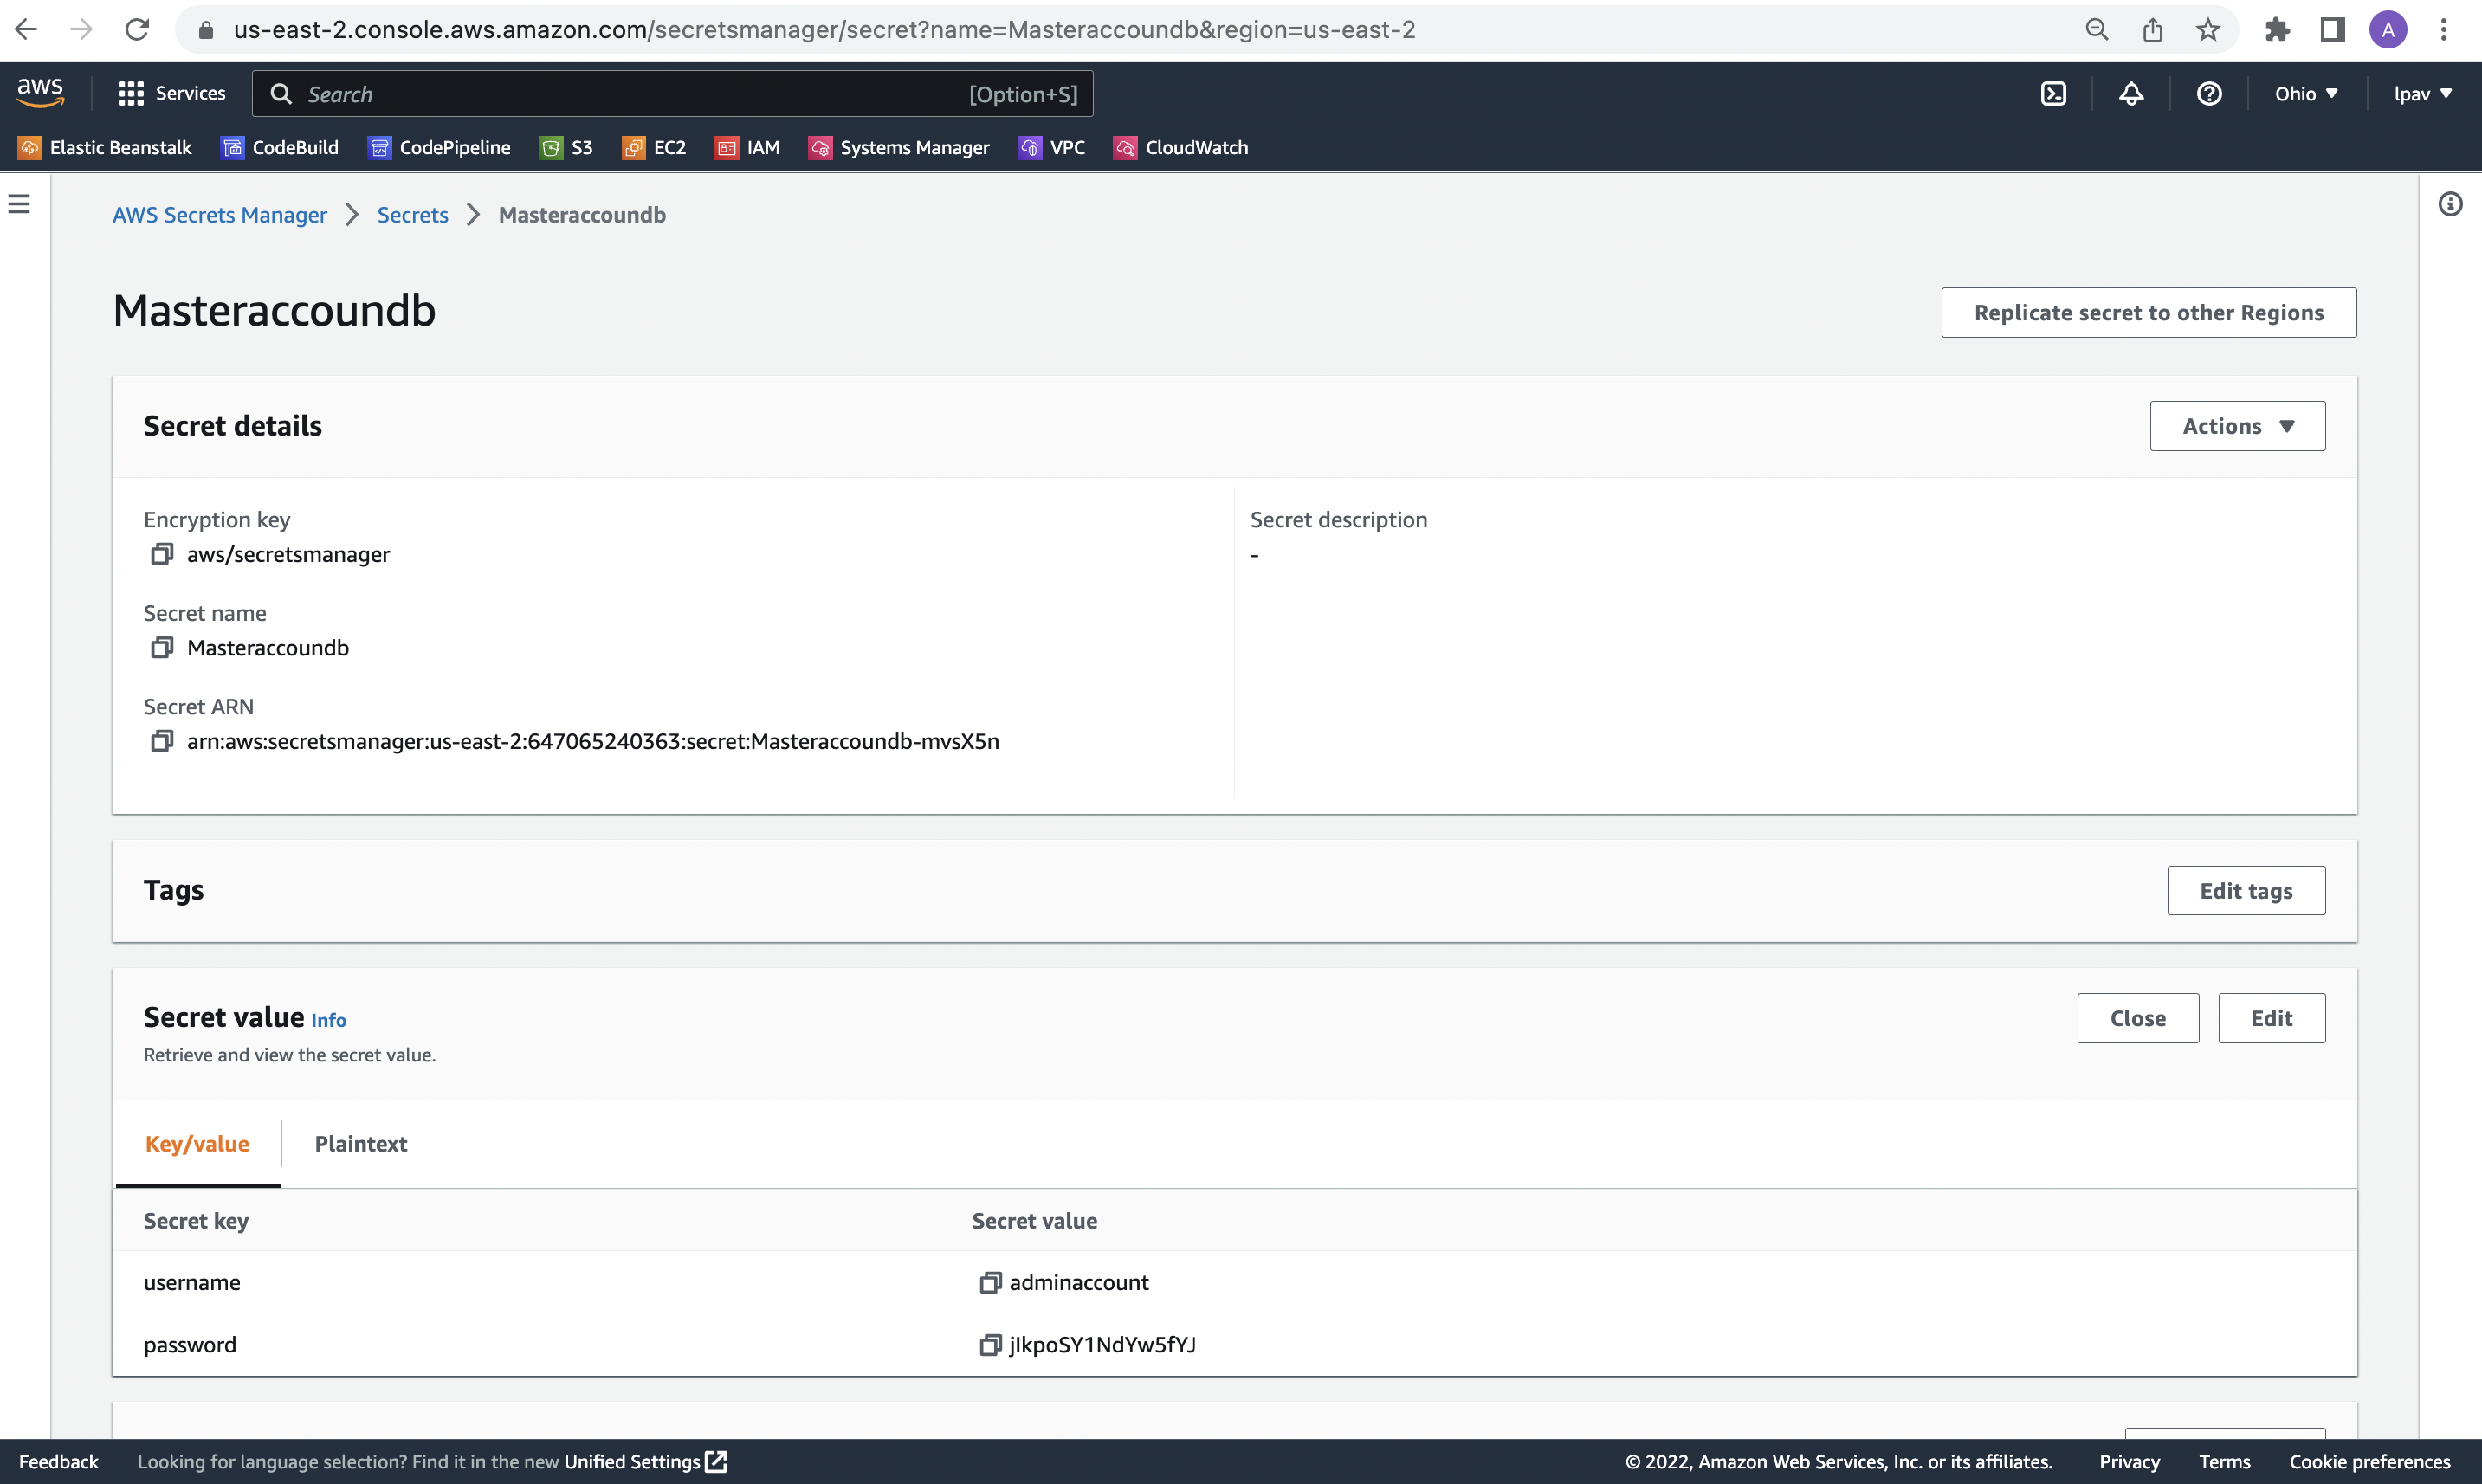 us-east-2.console.aws.amazon.com/secretsmanager/secret?name=Masteraccoundb&region=us-east-2
A
aws
Services
Search
[Option+S]
Ohio
lpav
Elastic Beanstalk
CodeBuild
CodePipeline
S3
EC2
IAM
Systems Manager
VPC
CloudWatch
AWS Secrets Manager
Secrets
Masteraccoundb
Masteraccoundb
Replicate secret to other Regions
Secret details
Actions
Encryption key
aws/secretsmanager
Secret description
-
Secret name
Masteraccoundb
Secret ARN
arn:aws:secretsmanager:us-east-2:647065240363:secret:Masteraccoundb-mvsX5n
Tags
Edit tags
Secret value Info
Close
Edit
Retrieve and view the secret value.
Key/value
Plaintext
Secret key
Secret value
username
adminaccount
password
jIkpoSY1NdYw5fYJ
Feedback
Looking for language selection? Find it in the new Unified Settings
© 2022, Amazon Web Services, Inc. or its affiliates.
Privacy
Terms
Cookie preferences